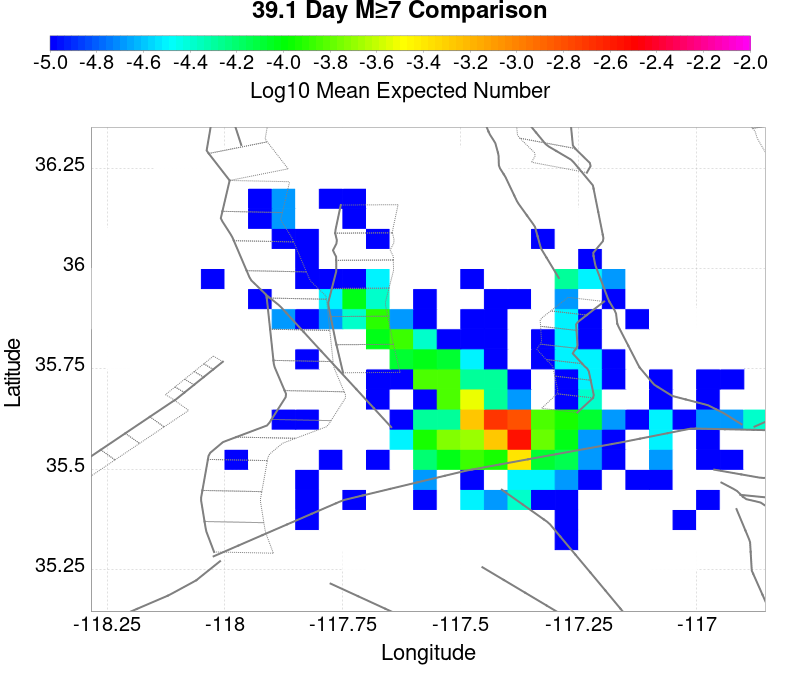 39.1 Day M≥7 Comparison
-5.0 -4.8 -4.6 -4.4 -4.2 -4.0 -3.8 -3.6 -3.4 -3.2 -3.0 -2.8 -2.6 -2.4 -2.2 -2.0
Log10 Mean Expected Number
36.25
36
35.75
35.5
35.25
Latitude
-118.25 -118 -117.75 -117.5 -117.25 -117
Longitude